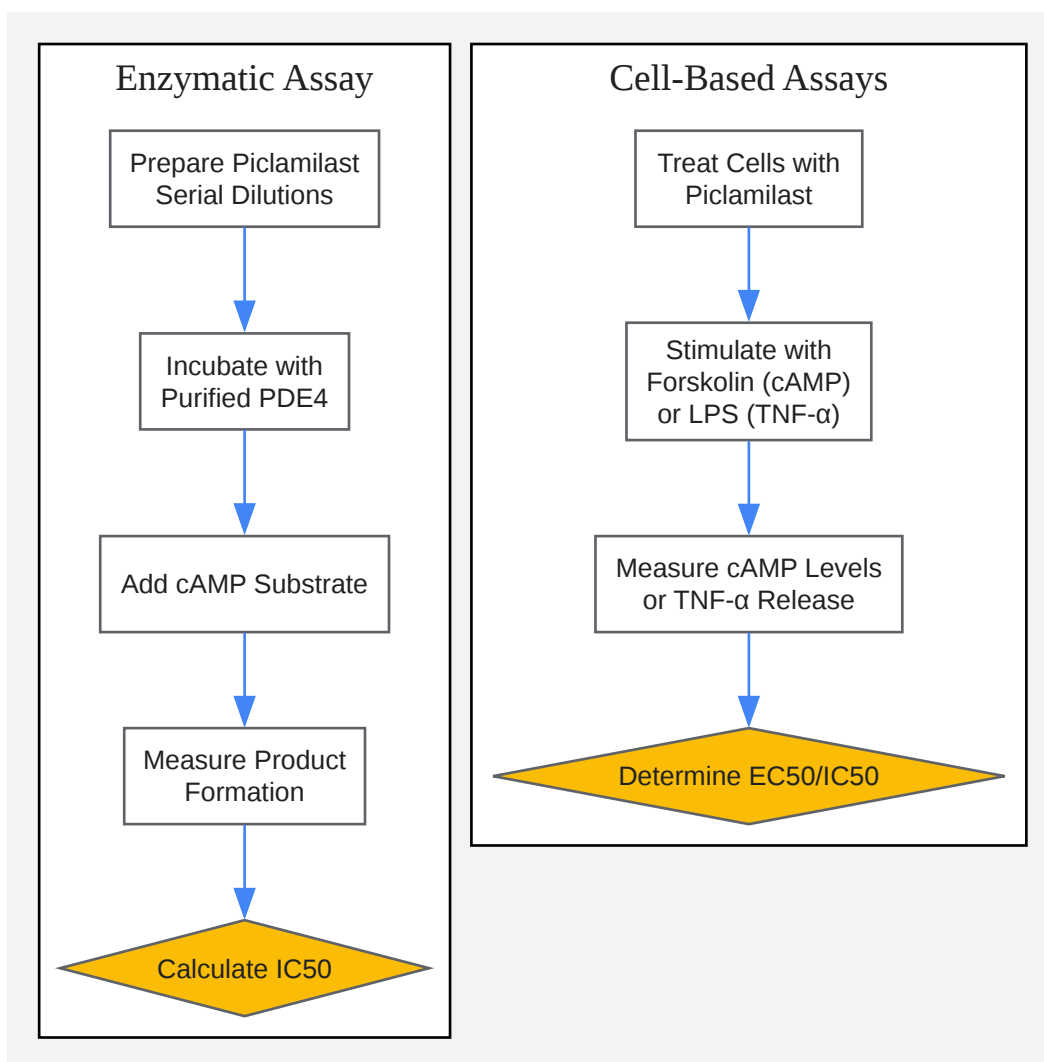 Enzymatic Assay
Prepare Piclamilast
Serial Dilutions
Incubate with
Purified PDE4
Add cAMP Substrate
Measure Product
Formation
Calculate IC50
Cell-Based Assays
Treat Cells with
Piclamilast
Stimulate with
Forskolin (cAMP)
or LPS (TNF-α)
Measure cAMP Levels
or TNF-α Release
Determine EC50/IC50